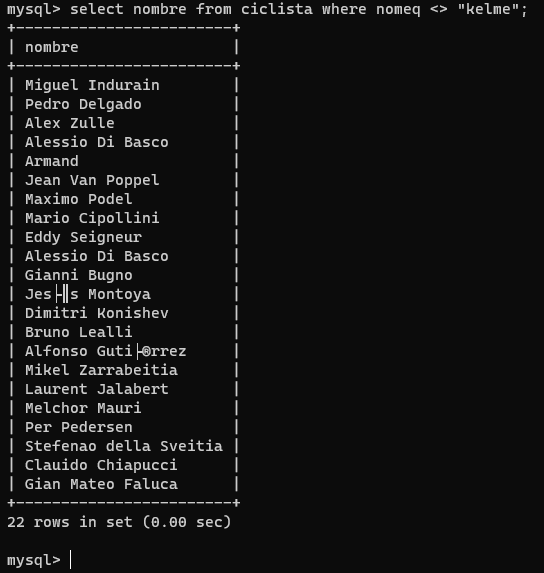 mysql> select nombre from ciclista where nomeq <> "kelme";
+------------------------+
| nombre                 |
+------------------------+
| Miguel Indurain        |
| Pedro Delgado          |
| Alex Zulle             |
| Alessio Di Basco       |
| Armand                 |
| Jean Van Poppel        |
| Maximo Podel           |
| Mario Cipollini        |
| Eddy Seigneur          |
| Alessio Di Basco       |
| Gianni Bugno           |
| Jes├║s Montoya         |
| Dimitri Konishev       |
| Bruno Lealli           |
| Alfonso Guti├®rrez     |
| Mikel Zarrabeitia      |
| Laurent Jalabert       |
| Melchor Mauri          |
| Per Pedersen           |
| Stefenao della Sveitia |
| Clauido Chiapucci      |
| Gian Mateo Faluca      |
+------------------------+
22 rows in set (0.00 sec)
mysql>